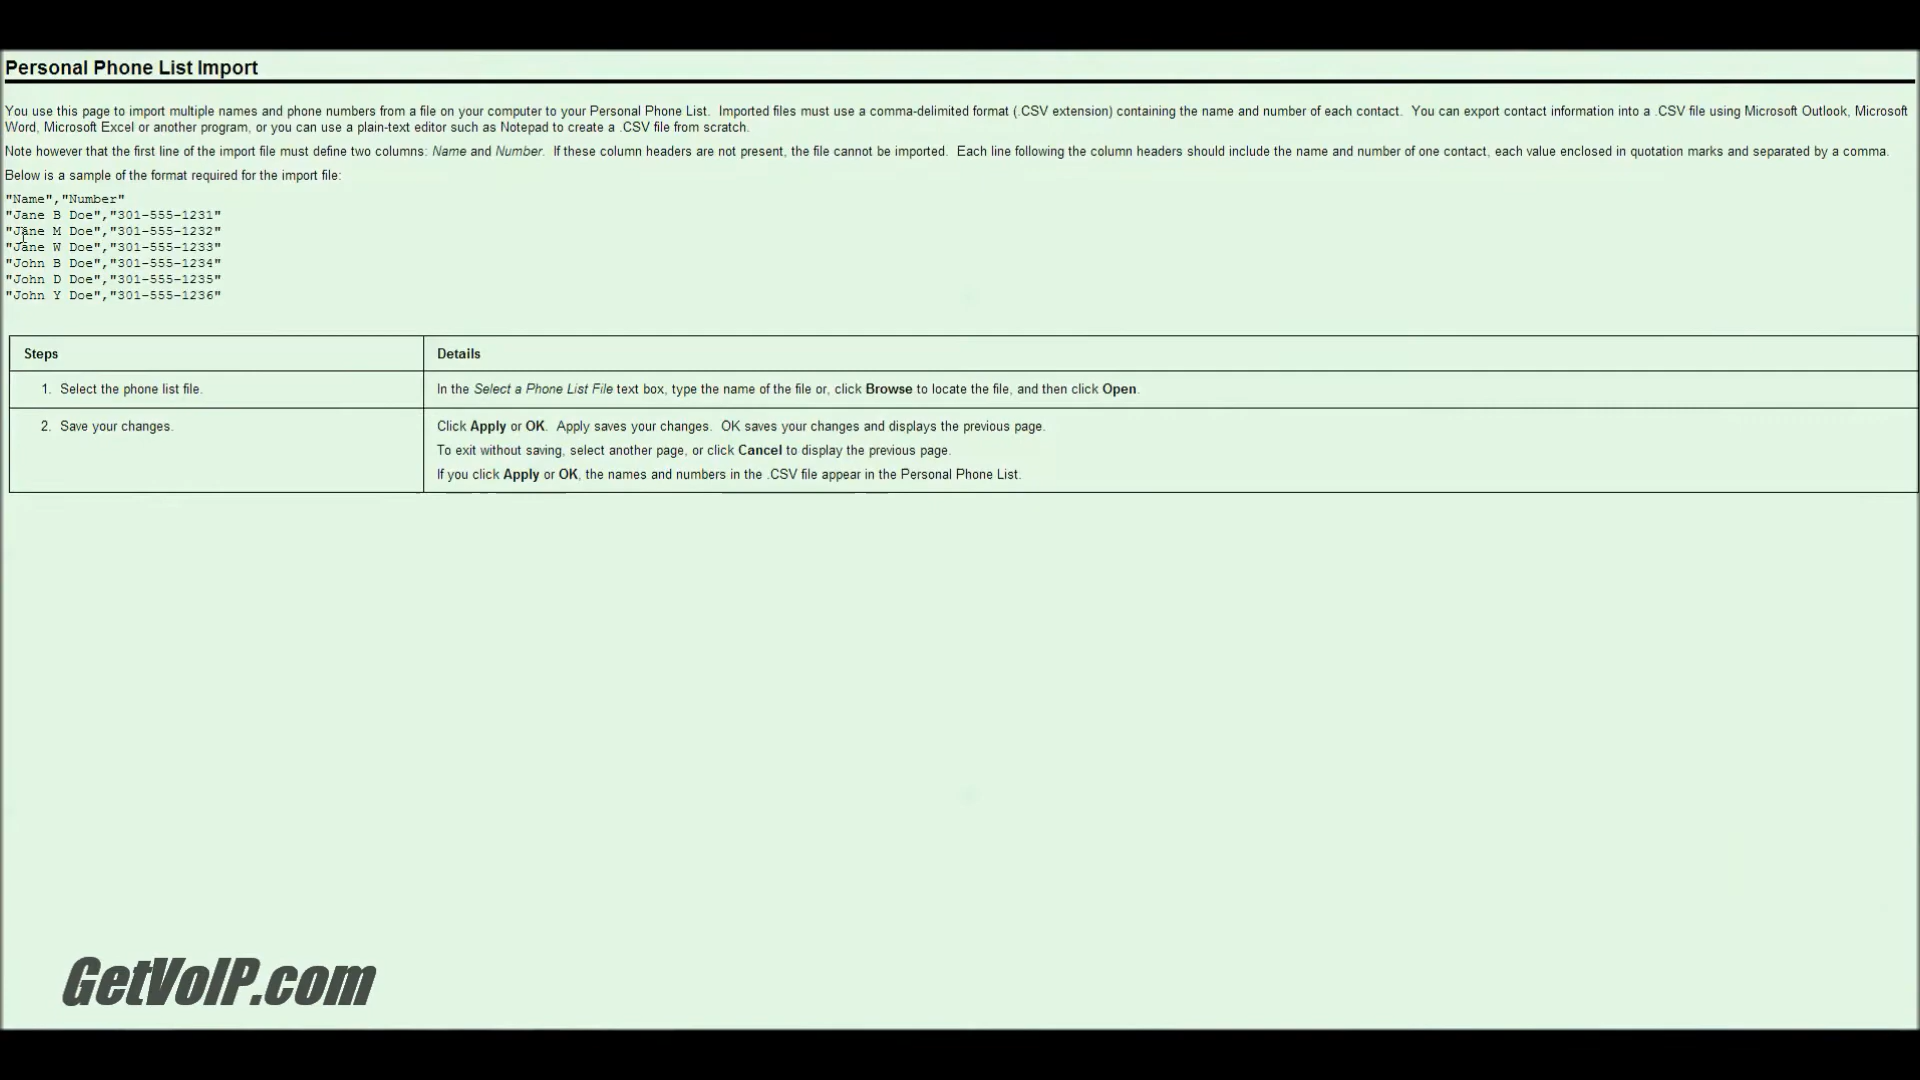 Personal Phone List Import
You use this page to import multiple names and phone numbers from a file on your computer to your Personal Phone List. Imported files must use a comma-delimited format (.CSV extension) containing the name and number of each contact. You can export contact information into a .CSV file using Microsoft Outlook, Microsoft
Word, Microsoft Excel or another program, or you can use a plain-text editor such as Notepad to create a .CSV file from scratch.
Note however that the first line of the import file must define two columns: Name and Number. If these column headers are not present, the file cannot be imported. Each line following the column headers should include the name and number of one contact, each value enclosed in quotation marks and separated by a comma.
Below is a sample of the format required for the import file:
"Name","Number"
"Jane B Doe","301-555-1231"
"Jane M Doe","301-555-1232"
"Jane W Doe","301-555-1233"
"John B Doe","301-555-1234"
"John D Doe","301-555-1235"
"John Y Doe","301-555-1236"
Steps
Details
1. Select the phone list file.
In the Select a Phone List File text box, type the name of the file or, click Browse to locate the file, and then click Open.
2. Save your changes.
Click Apply or OK. Apply saves your changes. OK saves your changes and displays the previous page.
To exit without saving, select another page, or click Cancel to display the previous page.
If you click Apply or OK, the names and numbers in the .CSV file appear in the Personal Phone List.
GetVoIP.com